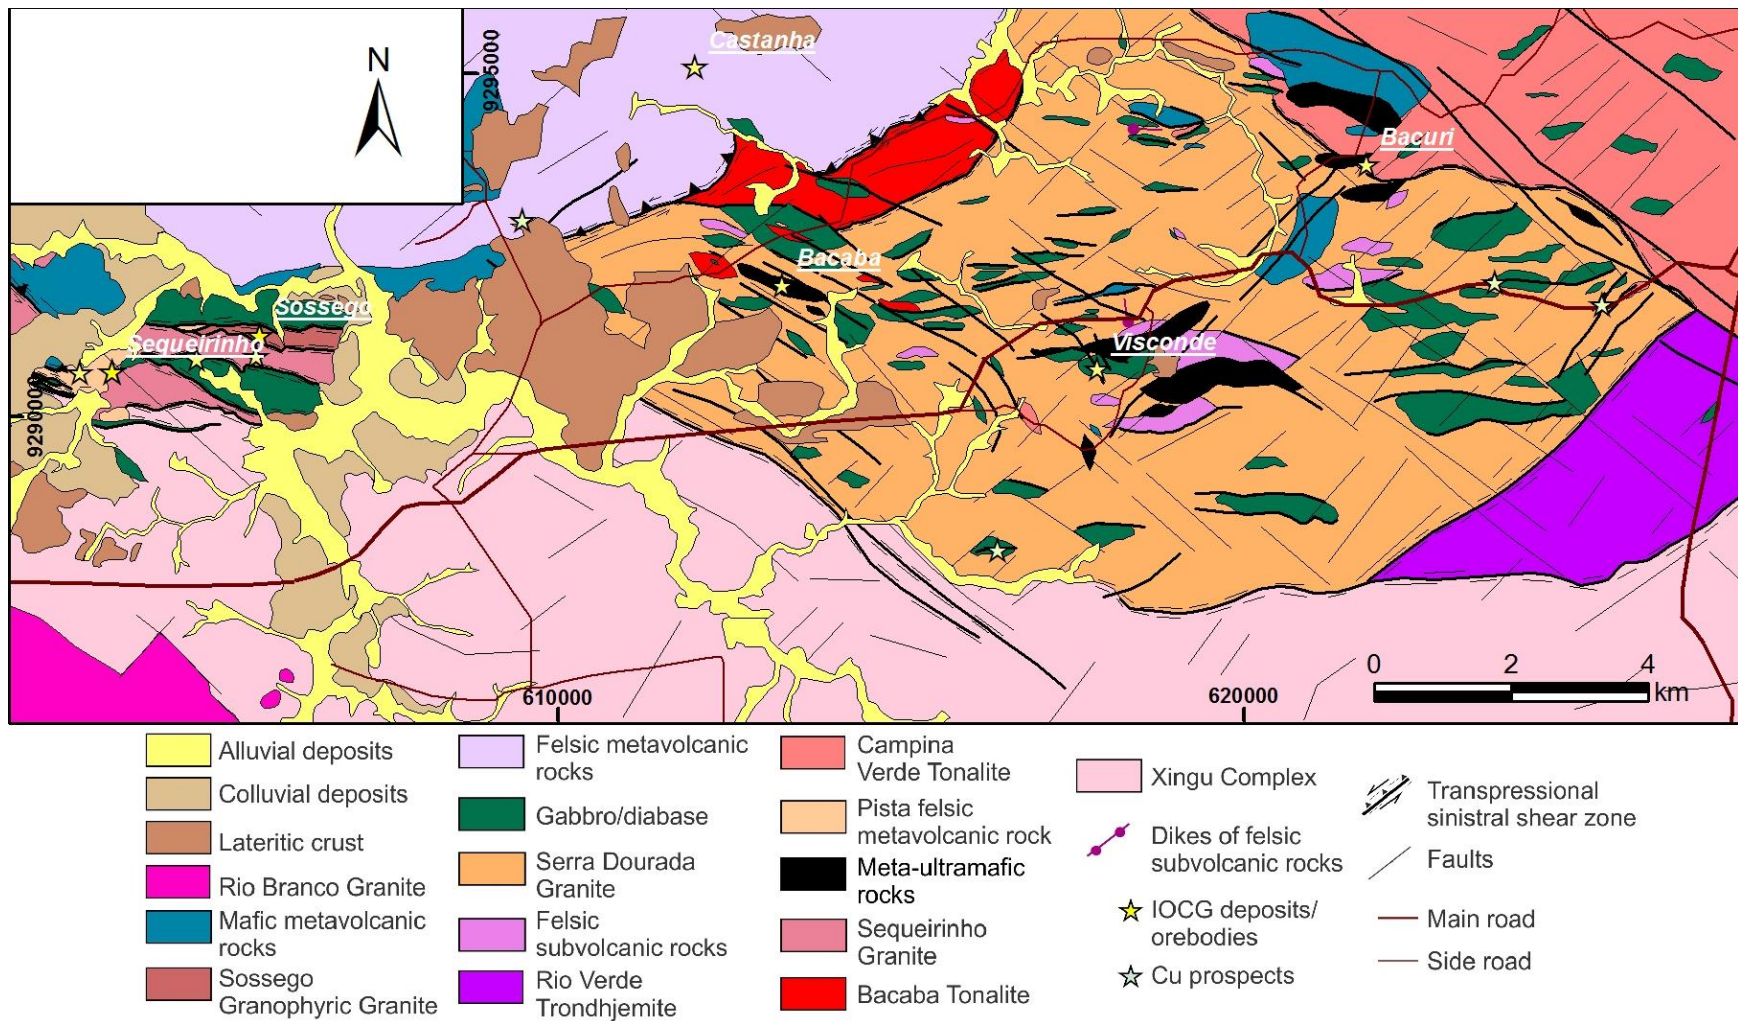 N
9295000
Castanha
Bacuri
Bacaba
Sossego
Sequeirinho
Visconde
9290000
610000
620000
0 2 4
km
Alluvial deposits
Colluvial deposits
Lateritic crust
Rio Branco Granite
Mafic metavolcanic
rocks
Sossego
Granophyric Granite
Felsic metavolcanic
rocks
Gabbro/diabase
Serra Dourada
Granite
Felsic
subvolcanic rocks
Rio Verde
Trondhjemite
Campina
Verde Tonalite
Pista felsic
metavolcanic rock
Meta-ultramafic
rocks
Sequeirinho
Granite
Bacaba Tonalite
Xingu Complex
Dikes of felsic
subvolcanic rocks
IOCG deposits/
orebodies
Cu prospects
Transpressional
sinistral shear zone
Faults
Main road
Side road